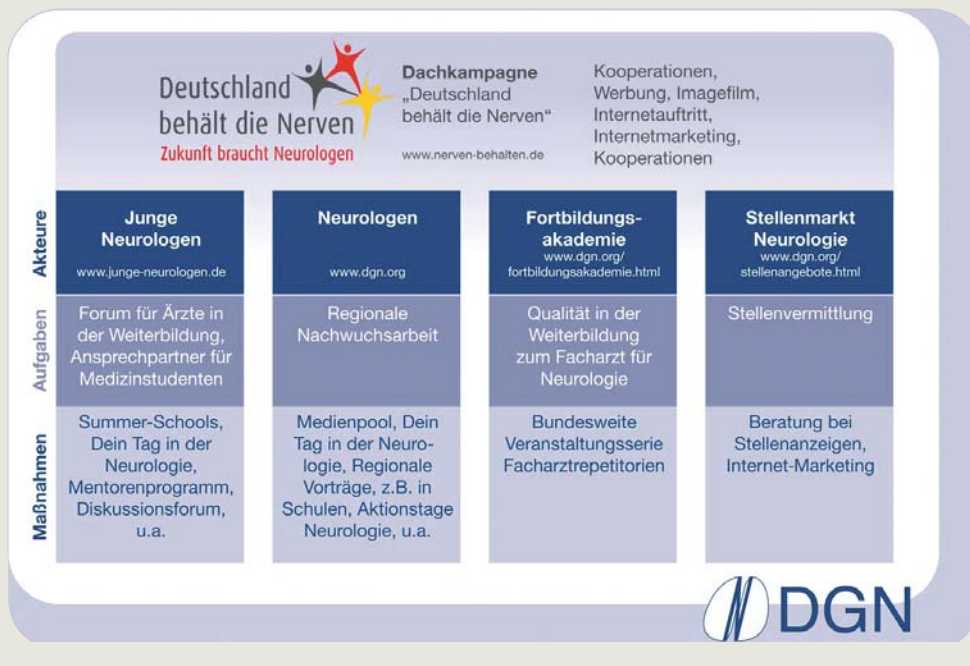 Deutschland
behält die Nerven
Zukunft braucht Neurologen
Dachkampagne
„Deutschland
behält die Nerven“
www.nerven-behalten.de
Kooperationen,
Werbung, Imagefilm,
Internetauftritt,
Internetmarketing,
Kooperationen
Akteure
Junge
Neurologen
www.junge-neurologen.de
Neurologen
www.dgn.org
Fortbildungs-
akademie
www.dgn.org/
fortbildungsakademie.html
Stellenmarkt
Neurologie
www.dgn.org/
stellenangebote.html
Aufgaben
Forum für Ärzte in
der Weiterbildung,
Ansprechpartner für
Medizinstudenten
Regionale
Nachwuchsarbeit
Qualität in der
Weiterbildung
zum Facharzt für
Neurologie
Stellenvermittlung
Maßnahmen
Summer-Schools,
Dein Tag in der
Neurologie,
Mentorenprogramm,
Diskussionsforum,
u.a.
Medienpool, Dein
Tag in der Neuro-
logie, Regionale
Vorträge, z.B. in
Schulen, Aktionstage
Neurologie, u.a.
Bundesweite
Veranstaltungsserie
Facharztrepetitorien
Beratung bei
Stellenanzeigen,
Internet-Marketing
DGN